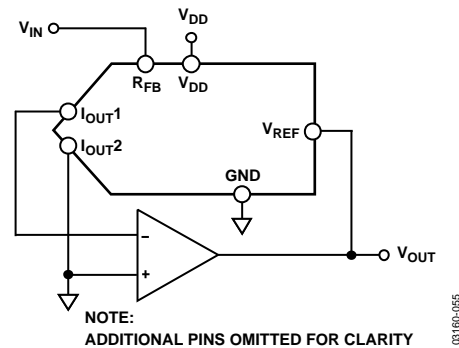 VDD
VIN
RFB
VDD
IOUT1
IOUT2
VREF
GND
–
+
VOUT
NOTE:
ADDITIONAL PINS OMITTED FOR CLARITY
03160-055